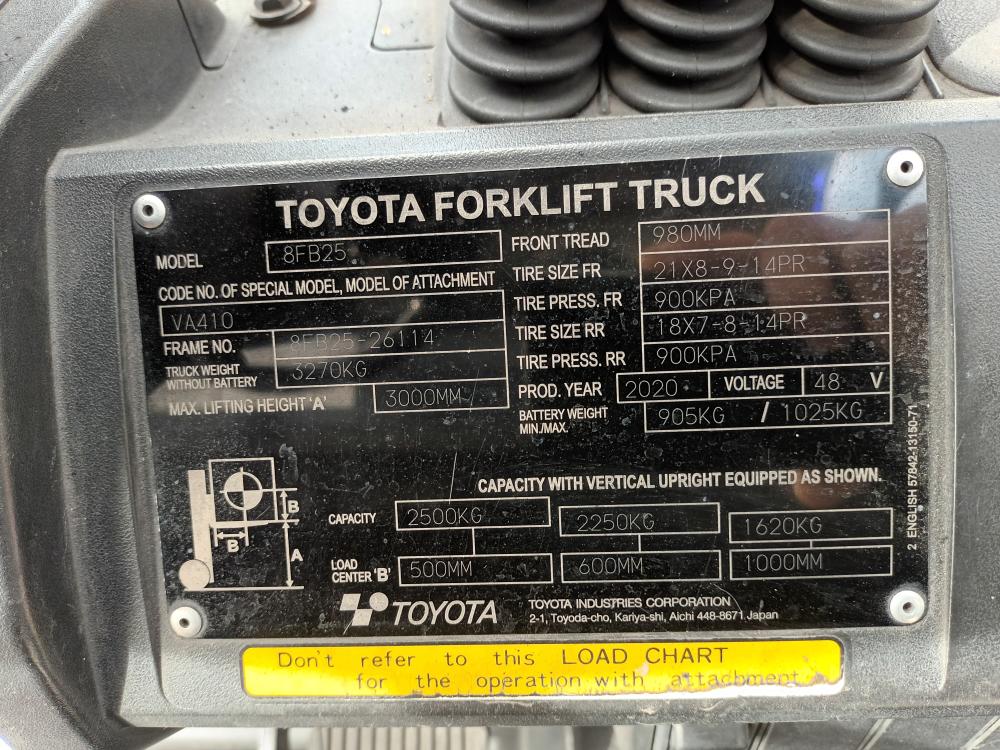 TOYOTA FORKLIFT TRUCK
MODEL 8FB25
CODE NO. OF SPECIAL MODEL, MODEL OF ATTACHMENT
VA410
FRAME NO. 8FB25-26114
TRUCK WEIGHT WITHOUT BATTERY 3270KG
MAX. LIFTING HEIGHT 'A' 3000MM
FRONT TREAD 980MM
TIRE SIZE FR 21X8-9-14PR
TIRE PRESS. FR 900KPA
TIRE SIZE RR 18X7-8-14PR
TIRE PRESS. RR 900KPA
PROD. YEAR 2020 VOLTAGE 48 V
BATTERY WEIGHT MIN./MAX. 905KG / 1025KG
CAPACITY WITH VERTICAL UPRIGHT EQUIPPED AS SHOWN.
B
B
A
CAPACITY 2500KG 2250KG 1620KG
LOAD CENTER 'B' 500MM 600MM 1000MM
TOYOTA
TOYOTA INDUSTRIES CORPORATION
2-1, Toyoda-cho, Kariya-shi, Aichi 448-8671 Japan
2 ENGLISH 57842-13150-71
Don't refer to this LOAD CHART
for the operation with attachment